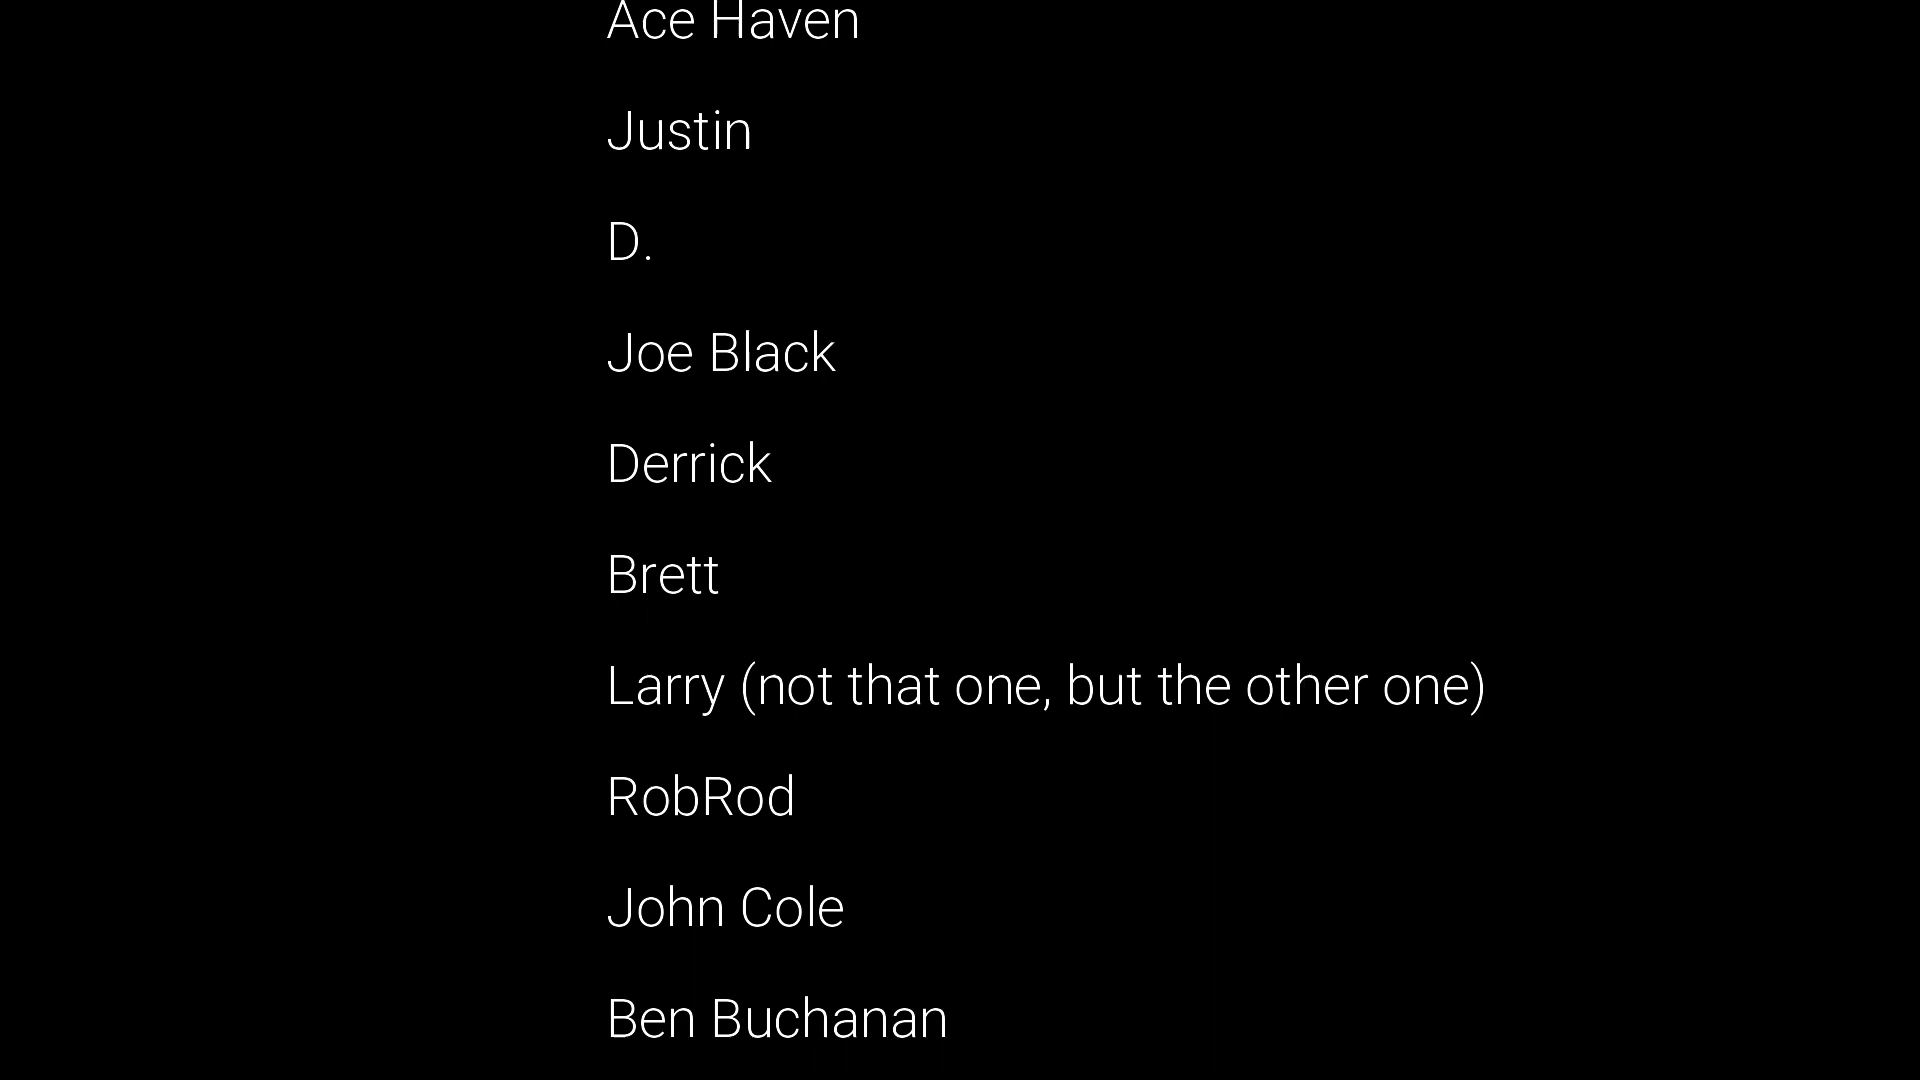 Ace Haven
Justin
D.
Joe Black
Derrick
Brett
Larry (not that one, but the other one)
RobRod
John Cole
Ben Buchanan